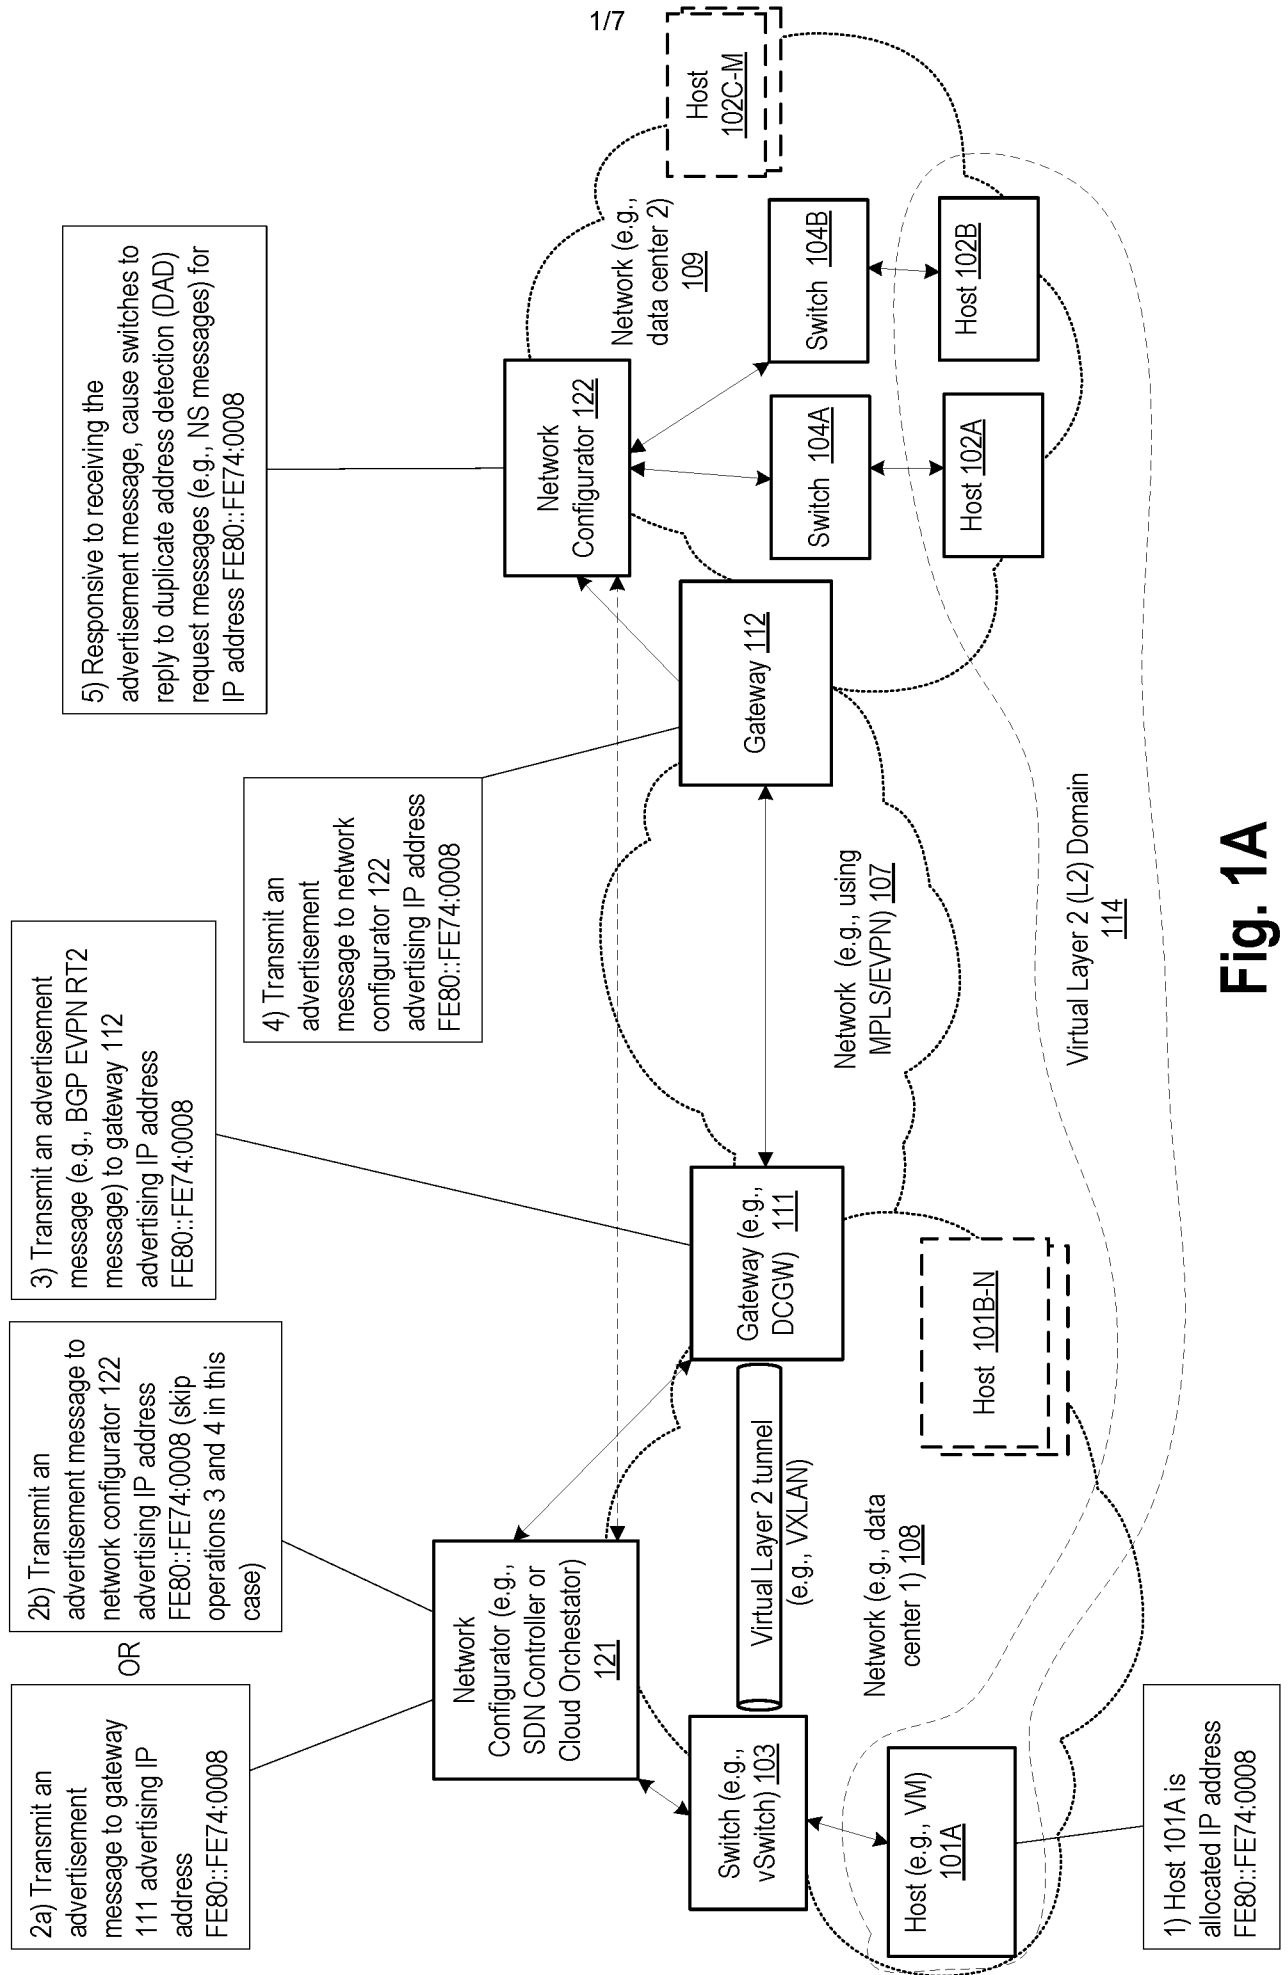 1/7
2a) Transmit an
advertisement
message to gateway
111 advertising IP
address
FE80::FE74:0008
OR
2b) Transmit an
advertisement message to
network configurator 122
advertising IP address
FE80::FE74:0008 (skip
operations 3 and 4 in this
case)
3) Transmit an advertisement
message (e.g., BGP EVPN RT2
message) to gateway 112
advertising IP address
FE80::FE74:0008
4) Transmit an
advertisement
message to network
configurator 122
advertising IP address
FE80::FE74:0008
5) Responsive to receiving the
advertisement message, cause switches to
reply to duplicate address detection (DAD)
request messages (e.g., NS messages) for
IP address FE80::FE74:0008
Network
Configurator (e.g.,
SDN Controller or
Cloud Orchestator)
121
Network
Configurator 122
Switch (e.g.,
vSwitch) 103
Virtual Layer 2 tunnel
(e.g., VXLAN)
Gateway (e.g.,
DCGW) 111
Gateway 112
Network (e.g., data
center 1) 108
Network (e.g., using
MPLS/EVPN) 107
Network (e.g.,
data center 2)
109
Host
102C-M
Switch 104A
Switch 104B
Host 102A
Host 102B
Host (e.g., VM)
101A
Host 101B-N
Virtual Layer 2 (L2) Domain
114
1) Host 101A is
allocated IP address
FE80::FE74:0008
Fig. 1A